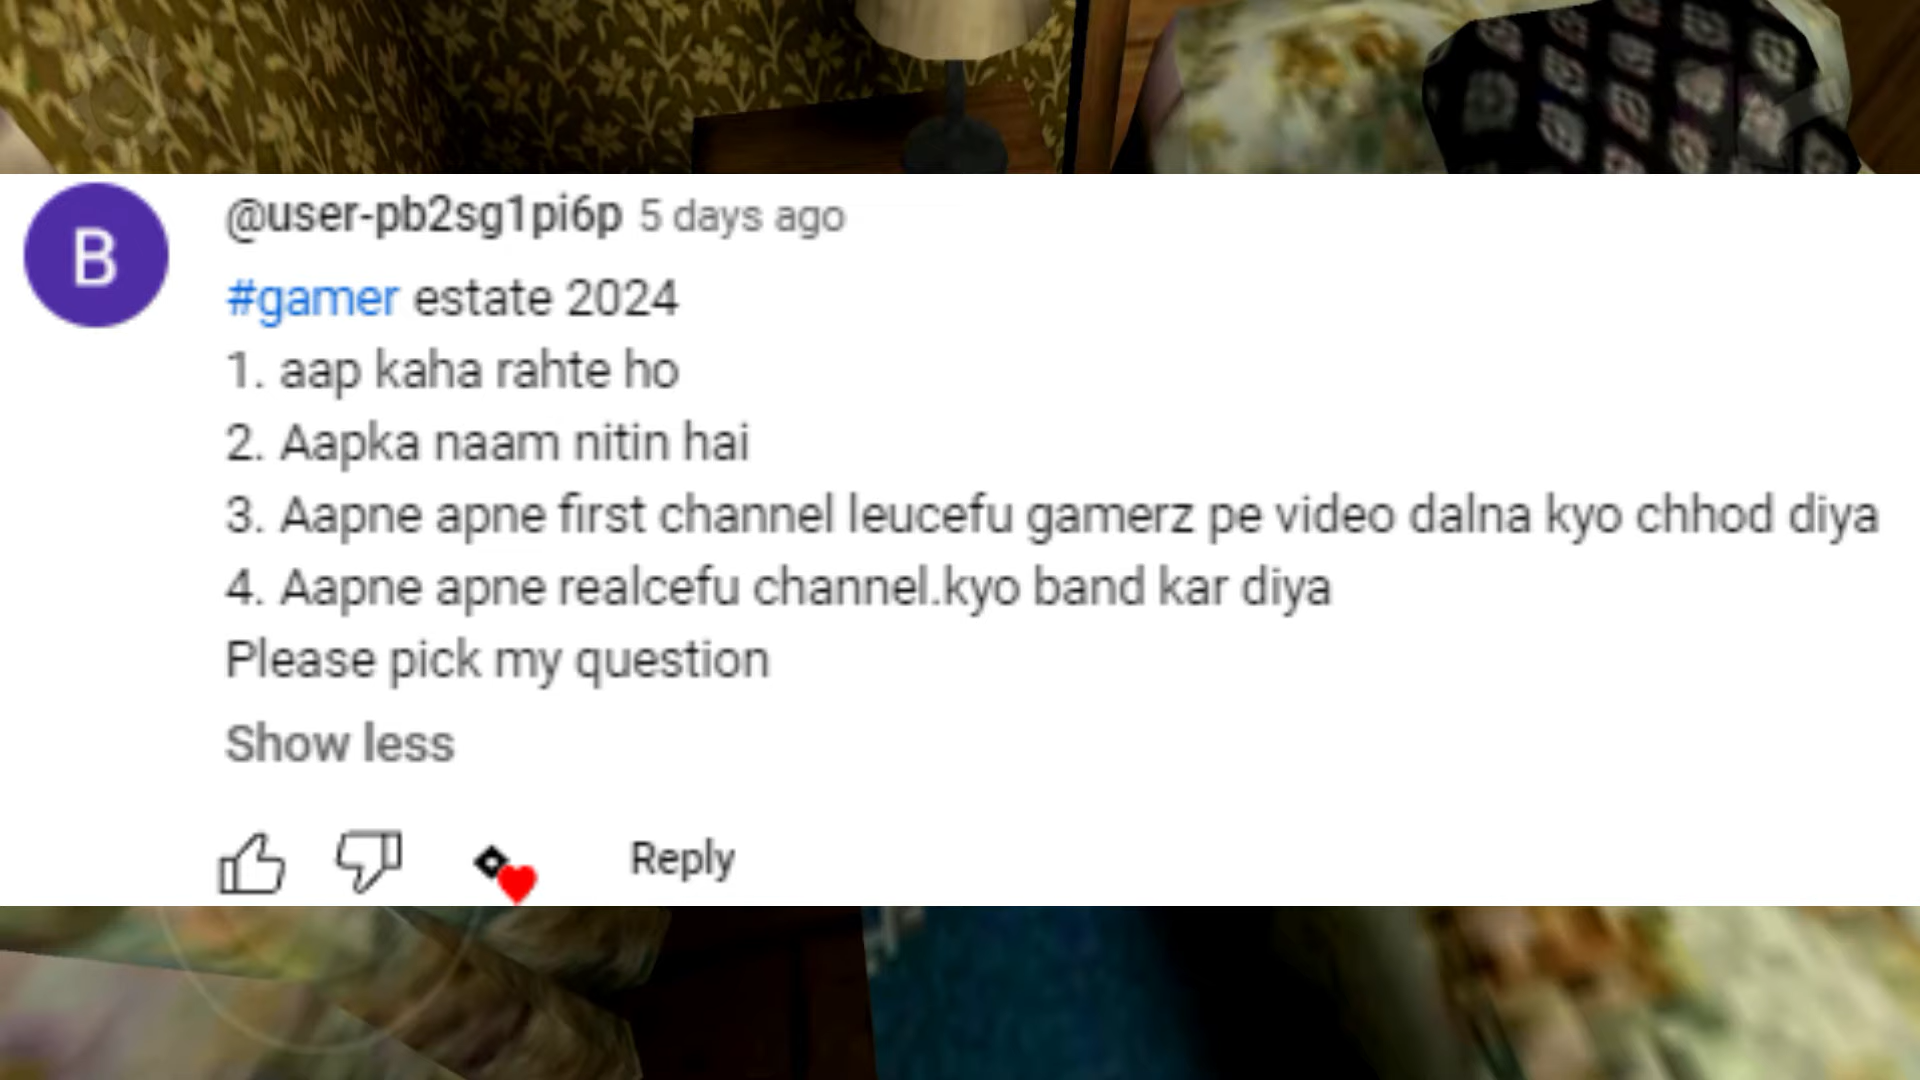 B
@user-pb2sg1pi6p 5 days ago
#gamer estate 2024
1. aap kaha rahte ho
2. Aapka naam nitin hai
3. Aapne apne first channel leucefu gamerz pe video dalna kyo chhod diya
4. Aapne apne realcefu channel.kyo band kar diya
Please pick my question
Show less
Reply